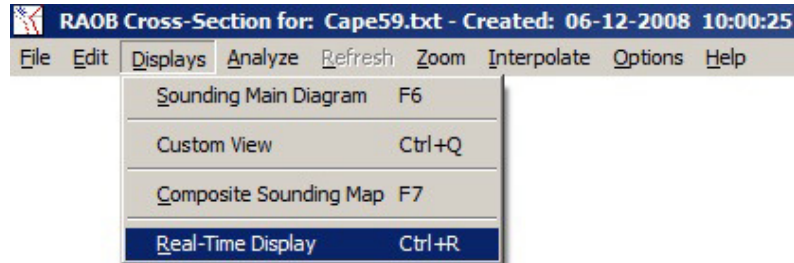 RAOB Cross-Section for: Cape59.txt - Created: 06-12-2008 10:00:25
File Edit Displays Analyze Refresh Zoom Interpolate Options Help
Sounding Main Diagram F6
Custom View Ctrl+Q
Composite Sounding Map F7
Real-Time Display Ctrl+R